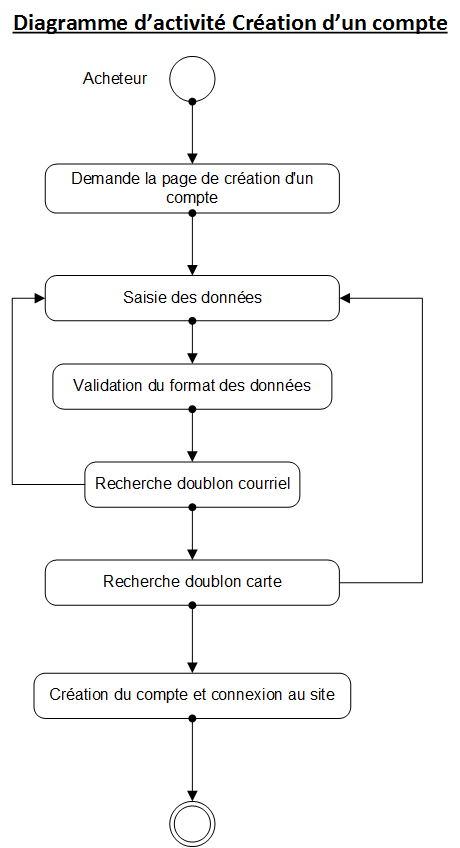 Diagramme d’activité Création d’un compte
Acheteur
Demande la page de création d'un
compte
Saisie des données
Validation du format des données
Recherche doublon courriel
Recherche doublon carte
Création du compte et connexion au site